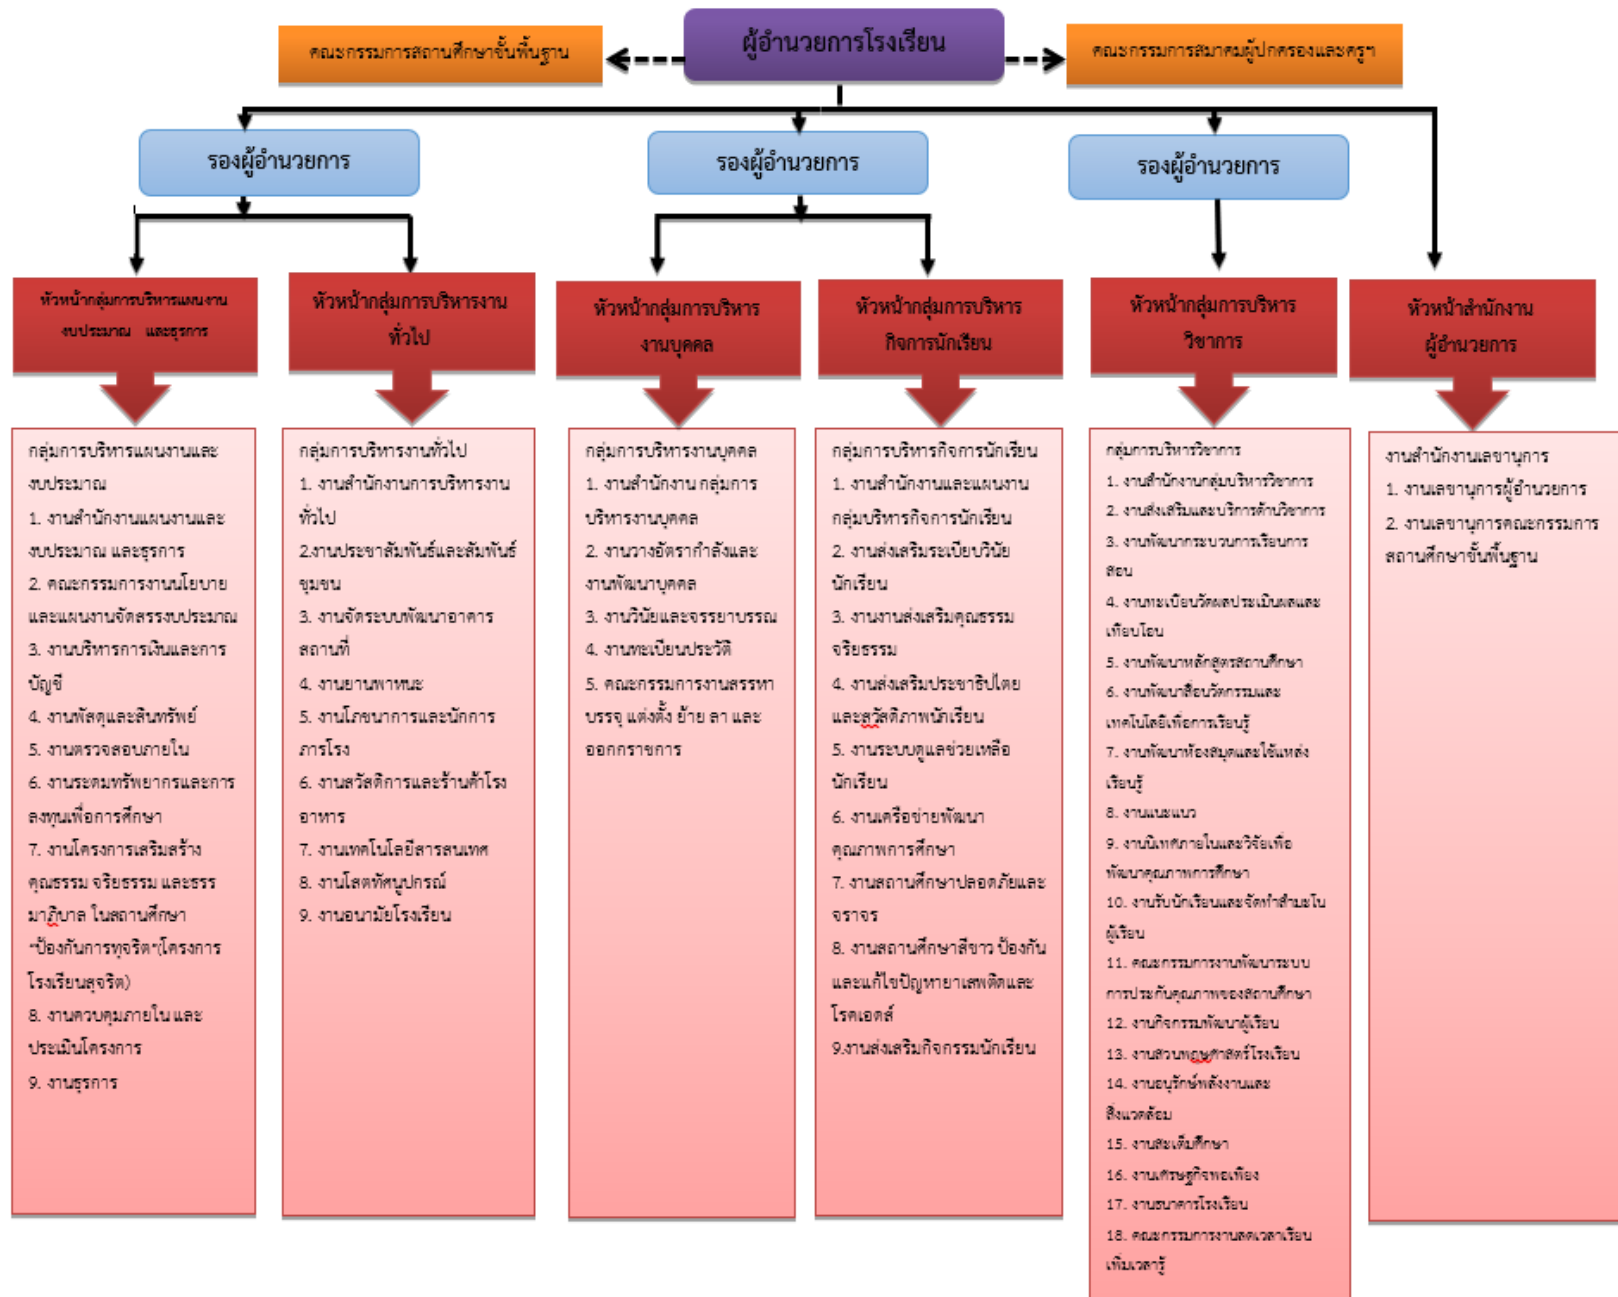 ผู้อำนวยการโรงเรียน
คณะกรรมการสถานศึกษาขั้นพื้นฐาน
คณะกรรมการสมาคมผู้ปกครองและครูฯ
รองผู้อำนวยการ
รองผู้อำนวยการ
รองผู้อำนวยการ
หัวหน้ากลุ่มการบริหารแผนงาน
งบประมาณ และธุรการ
หัวหน้ากลุ่มการบริหารงาน
ทั่วไป
หัวหน้ากลุ่มการบริหาร
งานบุคคล
หัวหน้ากลุ่มการบริหาร
กิจการนักเรียน
หัวหน้ากลุ่มการบริหาร
วิชาการ
หัวหน้าสำนักงาน
ผู้อำนวยการ
กลุ่มการบริหารแผนงานและ
งบประมาณ
1. งานสำนักงานแผนงานและ
งบประมาณ และธุรการ
2. คณะกรรมการงานนโยบาย
และแผนงานจัดสรรงบประมาณ
3. งานบริหารการเงินและการ
บัญชี
4. งานพัสดุและสินทรัพย์
5. งานตรวจสอบภายใน
6. งานระดมทรัพยากรและการ
ลงทุนเพื่อการศึกษา
7. งานโครงการเสริมสร้าง
คุณธรรม จริยธรรม และธรร
มาภิบาล ในสถานศึกษา
"ป้องกันการทุจริต"(โครงการ
โรงเรียนสุจริต)
8. งานควบคุมภายใน และ
ประเมินโครงการ
9. งานธุรการ
กลุ่มการบริหารงานทั่วไป
1. งานสำนักงานการบริหารงาน
ทั่วไป
2.งานประชาสัมพันธ์และสัมพันธ์
ชุมชน
3. งานจัดระบบพัฒนาอาคาร
สถานที่
4. งานยานพาหนะ
5. งานโภชนาการและนักการ
ภารโรง
6. งานสวัสดิการและร้านค้าโรง
อาหาร
7. งานเทคโนโลยีสารสนเทศ
8. งานโสตทัศนูปกรณ์
9. งานอนามัยโรงเรียน
กลุ่มการบริหารงานบุคคล
1. งานสำนักงาน กลุ่มการ
บริหารงานบุคคล
2. งานวางอัตรากำลังและ
งานพัฒนาบุคคล
3. งานวินัยและจรรยาบรรณ
4. งานทะเบียนประวัติ
5. คณะกรรมการงานสรรหา
บรรจุ แต่งตั้ง ย้าย ลา และ
ออกกราชการ
กลุ่มการบริหารกิจการนักเรียน
1. งานสำนักงานและแผนงาน
กลุ่มบริหารกิจการนักเรียน
2. งานส่งเสริมระเบียบวินัย
นักเรียน
3. งานงานส่งเสริมคุณธรรม
จริยธรรม
4. งานส่งเสริมประชาธิปไตย
และสวัสดิภาพนักเรียน
5. งานระบบดูแลช่วยเหลือ
นักเรียน
6. งานเครือข่ายพัฒนา
คุณภาพการศึกษา
7. งานสถานศึกษาปลอดภัยและ
จราจร
8. งานสถานศึกษาสีขาว ป้องกัน
และแก้ไขปัญหายาเสพติดและ
โรคเอดส์
9.งานส่งเสริมกิจกรรมนักเรียน
กลุ่มการบริหารวิชาการ
1. งานสำนักงานกลุ่มบริหารวิชาการ
2. งานส่งเสริมและบริการด้านวิชาการ
3. งานพัฒนากระบวนการเรียนการ
สอน
4. งานทะเบียนวัดผลประเมินผลและ
เทียบโอน
5. งานพัฒนาหลักสูตรสถานศึกษา
6. งานพัฒนาสื่อนวัตกรรมและ
เทคโนโลยีเพื่อการเรียนรู้
7. งานพัฒนาห้องสมุดและใช้แหล่ง
เรียนรู้
8. งานแนะแนว
9. งานนิเทศภายในและวิจัยเพื่อ
พัฒนาคุณภาพการศึกษา
10. งานรับนักเรียนและจัดทำสำมะโน
ผู้เรียน
11. คณะกรรมการงานพัฒนาระบบ
การประกันคุณภาพของสถานศึกษา
12. งานกิจกรรมพัฒนาผู้เรียน
13. งานสวนพฤษศาสตร์โรงเรียน
14. งานอนุรักษ์พลังงานและ
สิ่งแวดล้อม
15. งานสะเต็มศึกษา
16. งานเศรษฐกิจพอเพียง
17. งานธนาคารโรงเรียน
18. คณะกรรมการงานลดเวลาเรียน
เพิ่มเวลารู้
งานสำนักงานเลขานุการ
1. งานเลขานุการผู้อำนวยการ
2. งานเลขานุการคณะกรรมการ
สถานศึกษาขั้นพื้นฐาน